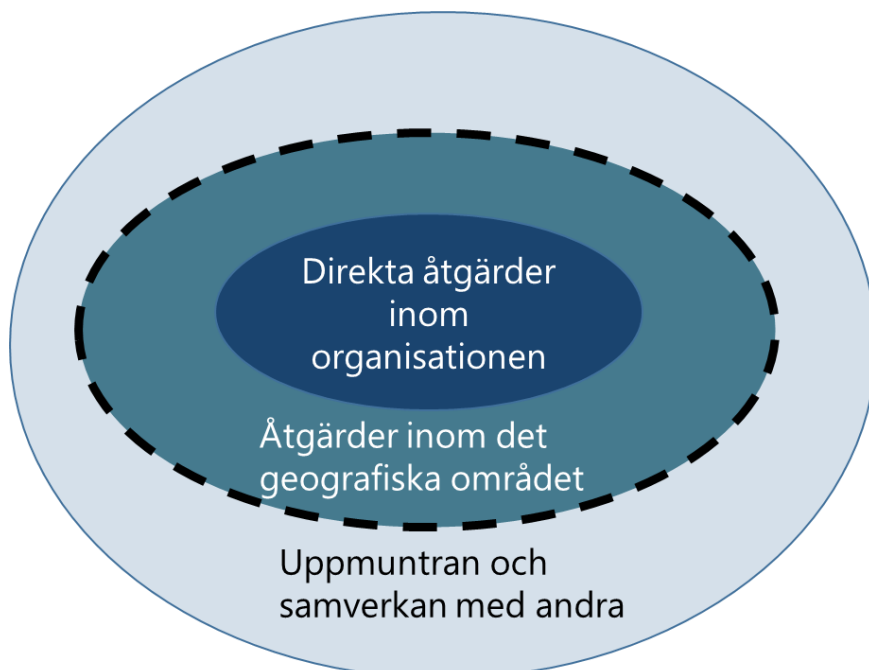 Direkta åtgärder
inom
organisationen
Åtgärder inom det
geografiska området
Uppmuntran och
samverkan med andra